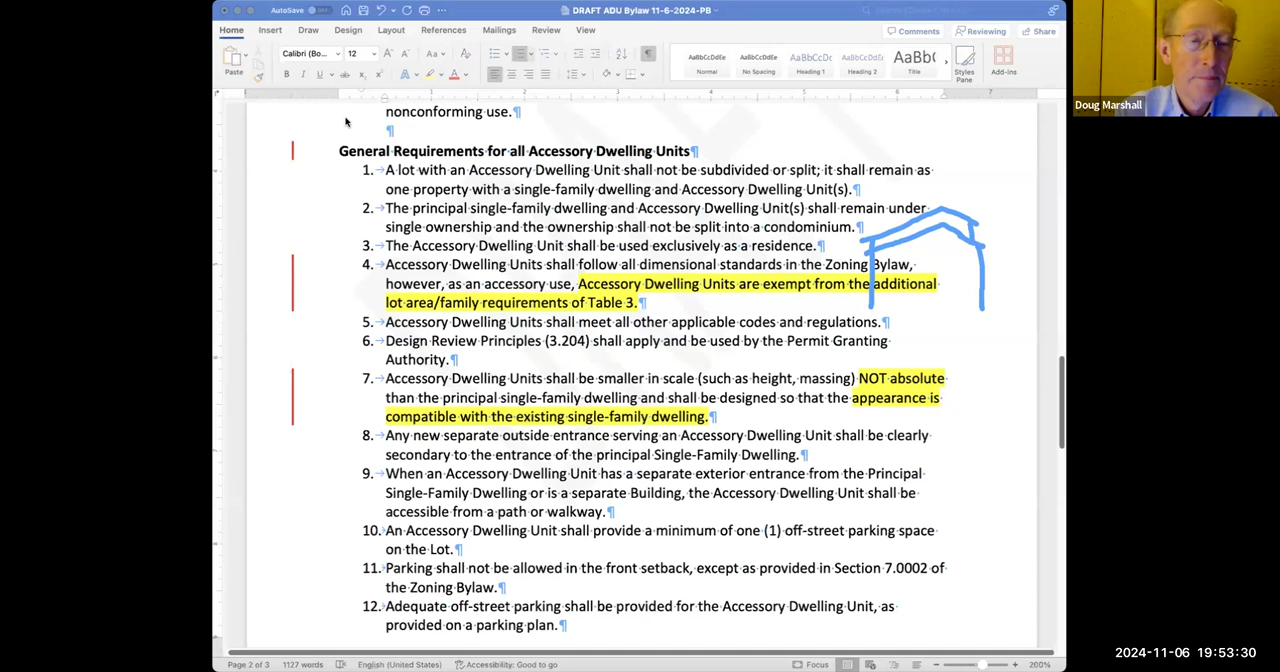 AutoSave OFF
DRAFT ADU Bylaw 11-6-2024-PB
Home Insert Draw Design Layout References Mailings Review View
Comments Reviewing Share
Paste
Calibri (Bo... 12
AaBbCcDdEe AaBbCcDdEe AaBbCcDc AaBbCcDdEe AaBb(
Normal No Spacing Heading 1 Heading 2 Title
Styles Pane
Add-ins
1 2 3 4 5 6 7
nonconforming use.¶
¶
General Requirements for all Accessory Dwelling Units¶
1. A lot with an Accessory Dwelling Unit shall not be subdivided or split; it shall remain as
one property with a single-family dwelling and Accessory Dwelling Unit(s).¶
2. The principal single-family dwelling and Accessory Dwelling Unit(s) shall remain under
single ownership and the ownership shall not be split into a condominium.¶
3. The Accessory Dwelling Unit shall be used exclusively as a residence.¶
4. Accessory Dwelling Units shall follow all dimensional standards in the Zoning Bylaw,
however, as an accessory use, Accessory Dwelling Units are exempt from the additional
lot area/family requirements of Table 3.¶
5. Accessory Dwelling Units shall meet all other applicable codes and regulations.¶
6. Design Review Principles (3.204) shall apply and be used by the Permit Granting
Authority.¶
7. Accessory Dwelling Units shall be smaller in scale (such as height, massing) NOT absolute
than the principal single-family dwelling and shall be designed so that the appearance is
compatible with the existing single-family dwelling.¶
8. Any new separate outside entrance serving an Accessory Dwelling Unit shall be clearly
secondary to the entrance of the principal Single-Family Dwelling.¶
9. When an Accessory Dwelling Unit has a separate exterior entrance from the Principal
Single-Family Dwelling or is a separate Building, the Accessory Dwelling Unit shall be
accessible from a path or walkway.¶
10. An Accessory Dwelling Unit shall provide a minimum of one (1) off-street parking space
on the Lot.¶
11. Parking shall not be allowed in the front setback, except as provided in Section 7.0002 of
the Zoning Bylaw.¶
12. Adequate off-street parking shall be provided for the Accessory Dwelling Unit, as
provided on a parking plan.¶
Page 2 of 3 1127 words English (United States) Accessibility: Good to go Focus 200%
Doug Marshall
2024-11-06 19:53:30